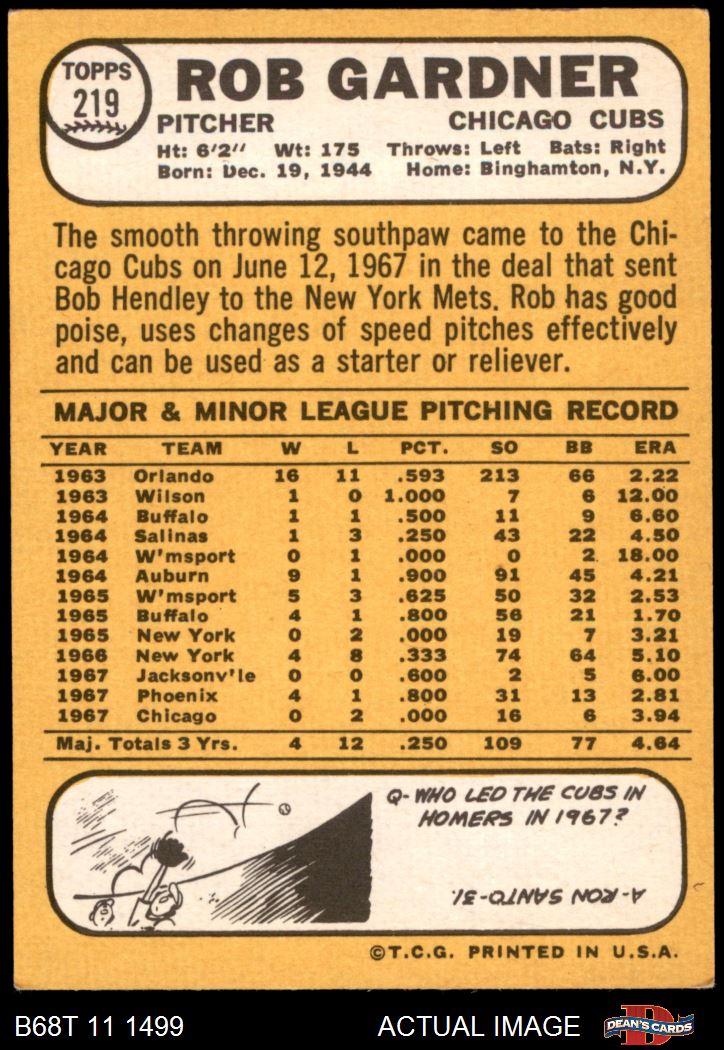 TOPPS
219
ROB GARDNER
PITCHER CHICAGO CUBS
Ht: 6'2" Wt: 175 Throws: Left Bats: Right
Born: Dec. 19, 1944 Home: Binghamton, N.Y.
The smooth throwing southpaw came to the Chi-
cago Cubs on June 12, 1967 in the deal that sent
Bob Hendley to the New York Mets. Rob has good
poise, uses changes of speed pitches effectively
and can be used as a starter or reliever.
MAJOR & MINOR LEAGUE PITCHING RECORD
YEAR TEAM W L PCT. SO BB ERA
1963 Orlando 16 11 .593 213 66 2.22
1963 Wilson 1 0 1.000 7 6 12.00
1964 Buffalo 1 1 .500 11 9 6.60
1964 Salinas 1 3 .250 43 22 4.50
1964 W'msport 0 1 .000 0 2 18.00
1964 Auburn 9 1 .900 91 45 4.21
1965 W'msport 5 3 .625 50 32 2.53
1965 Buffalo 4 1 .800 56 21 1.70
1965 New York 0 2 .000 19 7 3.21
1966 New York 4 8 .333 74 64 5.10
1967 Jacksonv'le 0 0 .600 2 5 6.00
1967 Phoenix 4 1 .800 31 13 2.81
1967 Chicago 0 2 .000 16 6 3.94
Maj. Totals 3 Yrs. 4 12 .250 109 77 4.64
Q-WHO LED THE CUBS IN
HOMERS IN 1967?
A-RON SANTO-31.
©T.C.G. PRINTED IN U.S.A.
B68T 11 1499 ACTUAL IMAGE D DEAN'S CARDS